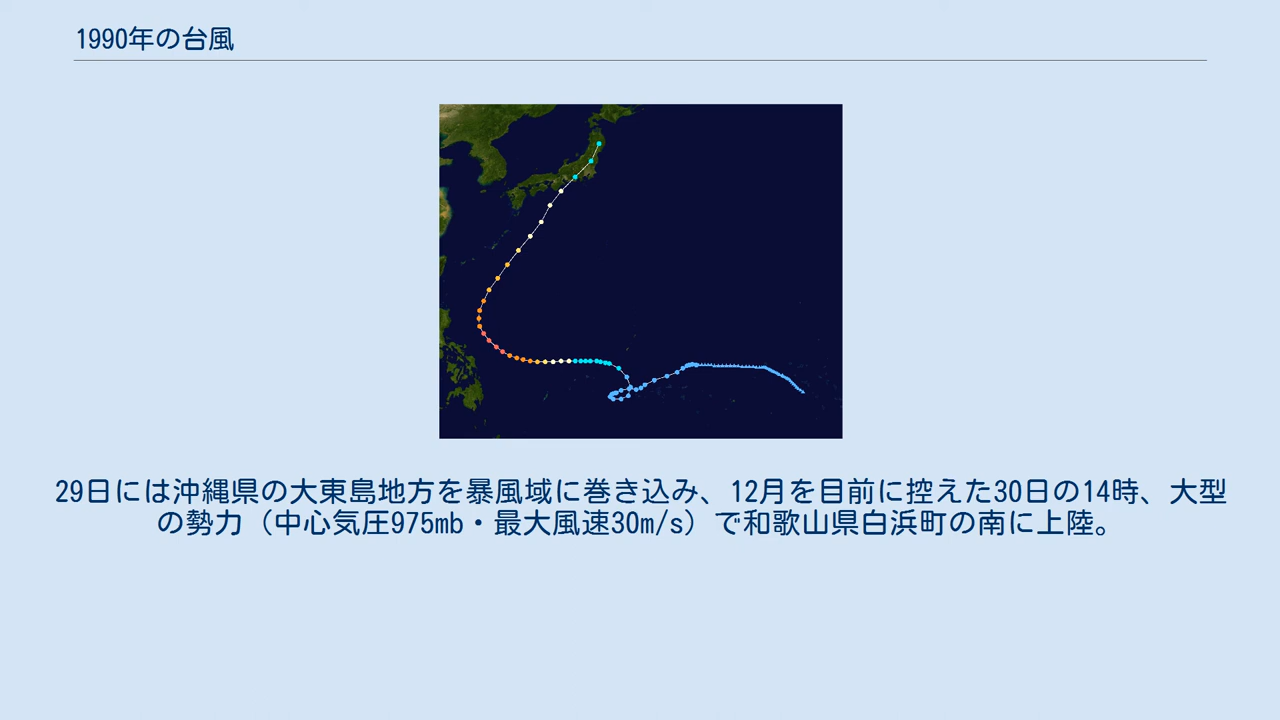 1990年の台風
29日には沖縄県の大東島地方を暴風域に巻き込み、12月を目前に控えた30日の14時、大型
の勢力（中心気圧975mb・最大風速30m/s）で和歌山県白浜町の南に上陸。